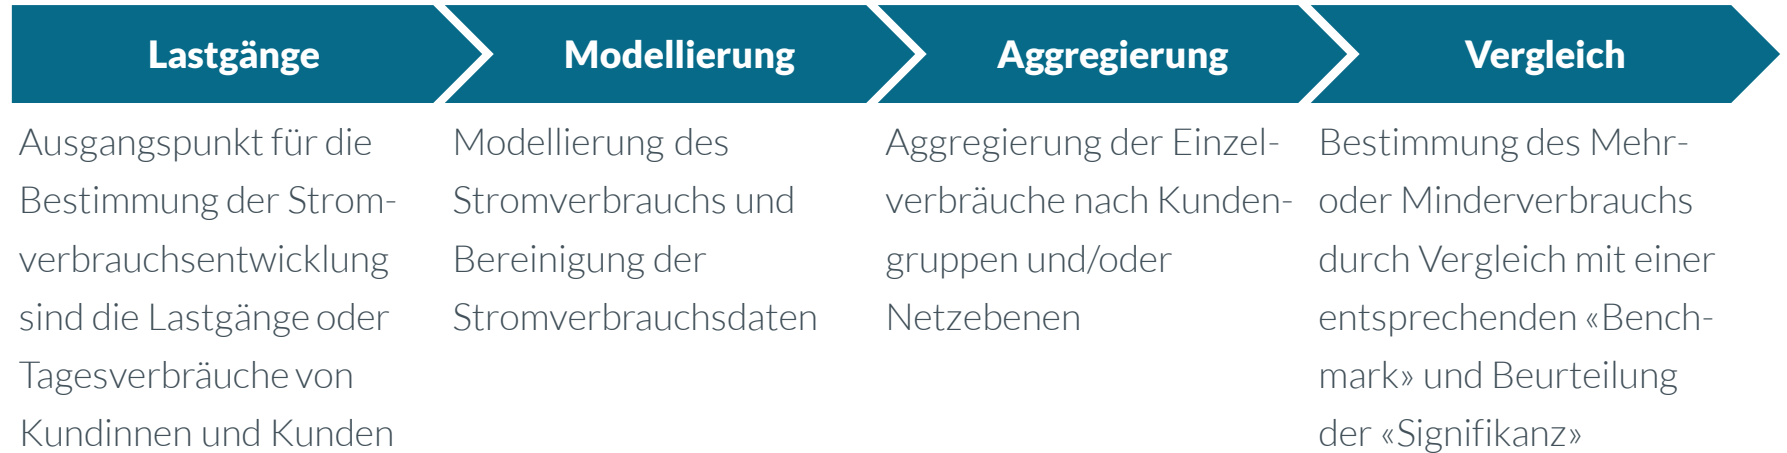 Lastgänge
Ausgangspunkt für die
Bestimmung der Strom-
verbrauchsentwicklung
sind die Lastgänge oder
Tagesverbräuche von
Kundinnen und Kunden
Modellierung
Modellierung des
Stromverbrauchs und
Bereinigung der
Stromverbrauchsdaten
Aggregierung
Aggregierung der Einzel-
verbräuche nach Kunden-
gruppen und/oder
Netzebenen
Vergleich
Bestimmung des Mehr-
oder Minderverbrauchs
durch Vergleich mit einer
entsprechenden «Bench-
mark» und Beurteilung
der «Signifikanz»